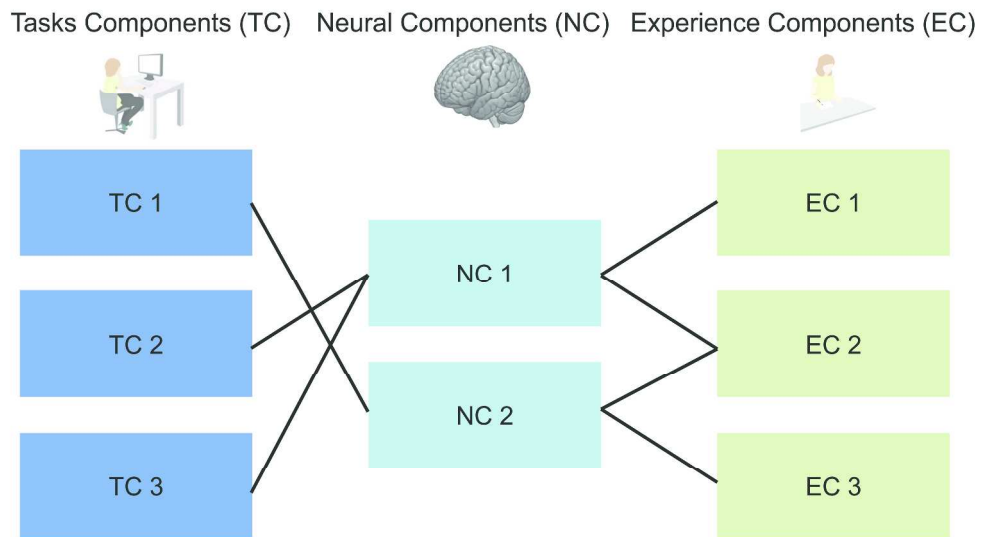 Tasks Components (TC) Neural Components (NC) Experience Components (EC)
TC 1
NC 1
EC 1
TC 2
NC 2
EC 2
TC 3
EC 3